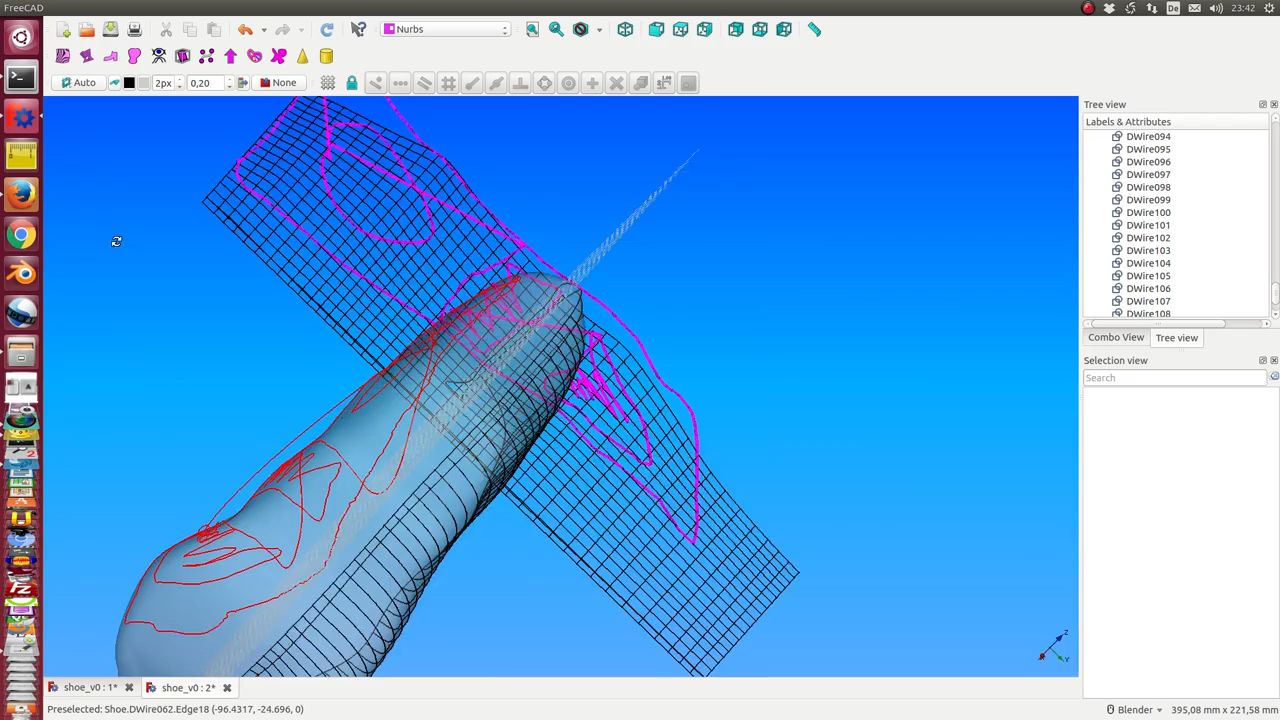 FreeCAD
De
23:42
Nurbs
Auto
2px
0,20
None
Tree view
Labels & Attributes
DWire094
DWire095
DWire096
DWire097
DWire098
DWire099
DWire100
DWire101
DWire102
DWire103
DWire104
DWire105
DWire106
DWire107
DWire108
Combo View
Tree view
Selection view
Search
Z
Y
shoe_v0 : 1*
shoe_v0 : 2*
Preselected: Shoe.DWire062.Edge18 (-96.4317, -24.696, 0)
Blender
395,08 mm x 221,58 mm